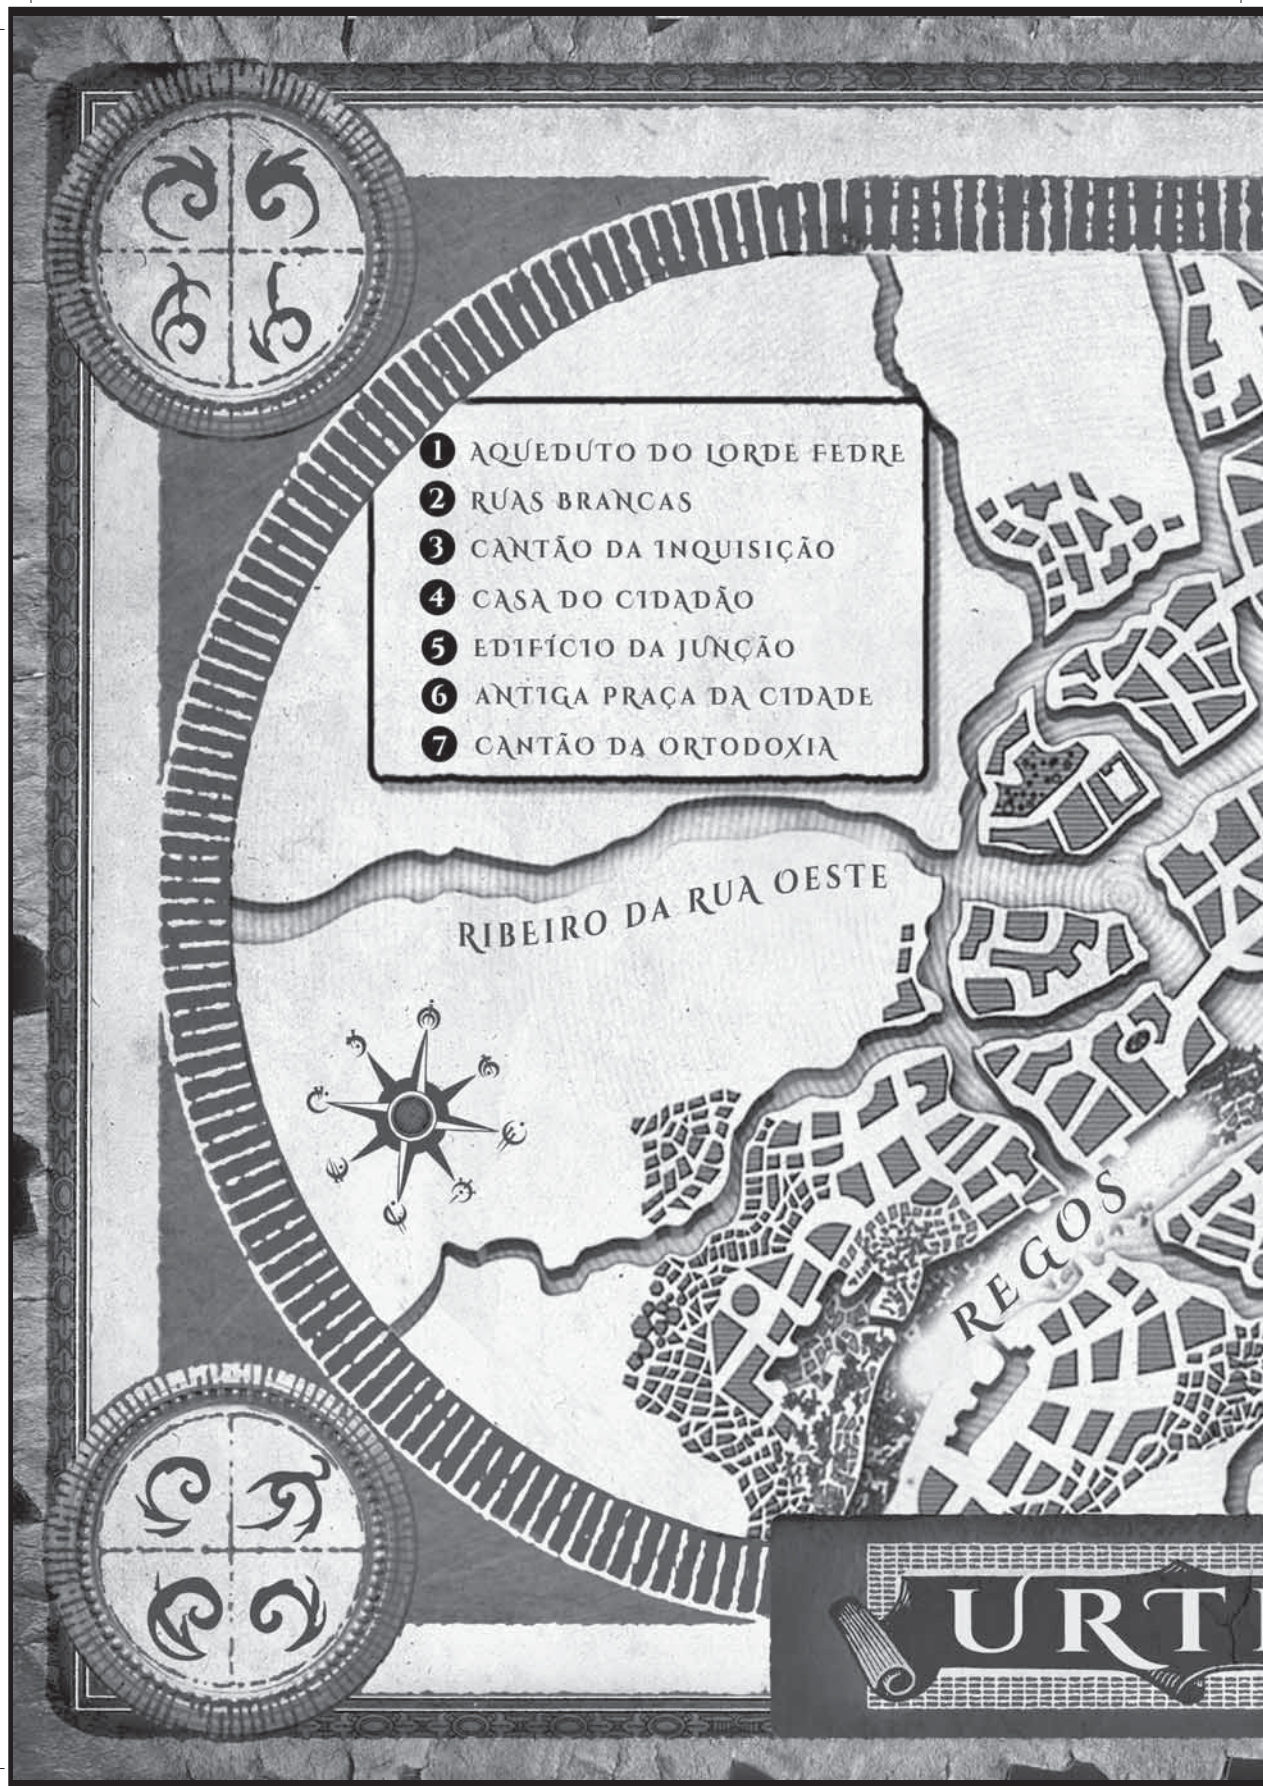 1 AQUEDUTO DO LORDE FEDRE
2 RUAS BRANCAS
3 CANTÃO DA INQUISIÇÃO
4 CASA DO CIDADÃO
5 EDIFÍCIO DA JUNÇÃO
6 ANTIGA PRAÇA DA CIDADE
7 CANTÃO DA ORTODOXIA
RIBEIRO DA RUA OESTE
REGOS
URT